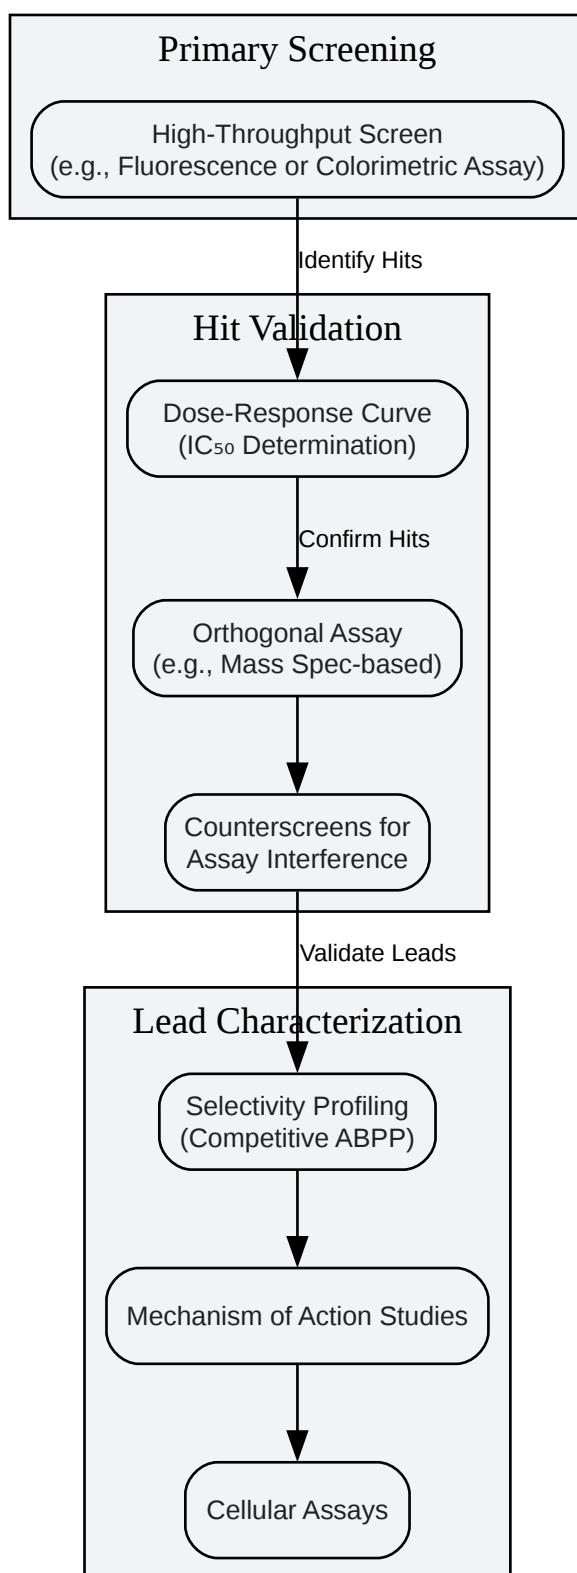 Primary Screening
High-Throughput Screen
(e.g., Fluorescence or Colorimetric Assay)
Identify Hits
Hit Validation
Dose-Response Curve
(IC₅₀ Determination)
Confirm Hits
Orthogonal Assay
(e.g., Mass Spec-based)
Counterscreens for
Assay Interference
Validate Leads
Lead Characterization
Selectivity Profiling
(Competitive ABPP)
Mechanism of Action Studies
Cellular Assays